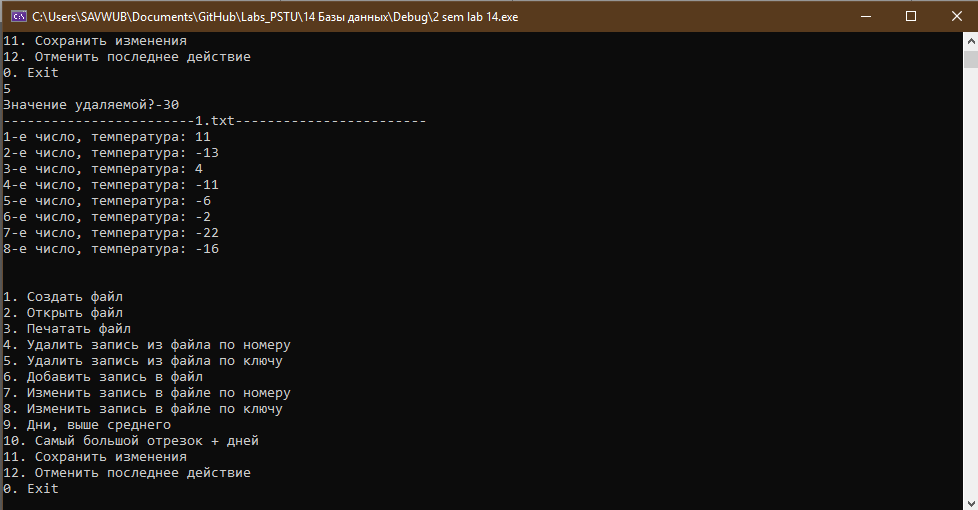 C:\Users\SAVWUB\Documents\GitHub\Labs_PSTU\14 Базы данных\Debug\2 sem lab 14.exe
11. Сохранить изменения
12. Отменить последнее действие
0. Exit
5
Значение удаляемой?-30
------------------------1.txt------------------------
1-е число, температура: 11
2-е число, температура: -13
3-е число, температура: 4
4-е число, температура: -11
5-е число, температура: -6
6-е число, температура: -2
7-е число, температура: -22
8-е число, температура: -16
1. Создать файл
2. Открыть файл
3. Печатать файл
4. Удалить запись из файла по номеру
5. Удалить запись из файла по ключу
6. Добавить запись в файл
7. Изменить запись в файле по номеру
8. Изменить запись в файле по ключу
9. Дни, выше среднего
10. Самый большой отрезок + дней
11. Сохранить изменения
12. Отменить последнее действие
0. Exit